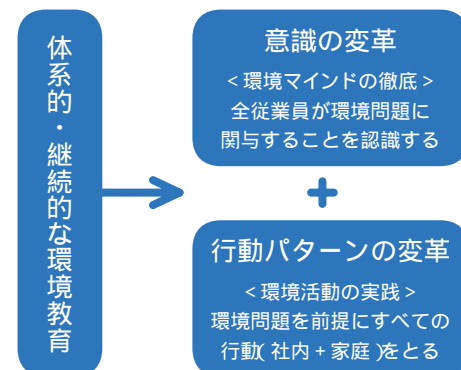 体系的・継続的な環境教育
意識の変革
<環境マインドの徹底>
全従業員が環境問題に
関与することを認識する
+
行動パターンの変革
<環境活動の実践>
環境問題を前提にすべての
行動(社内+家庭)をとる